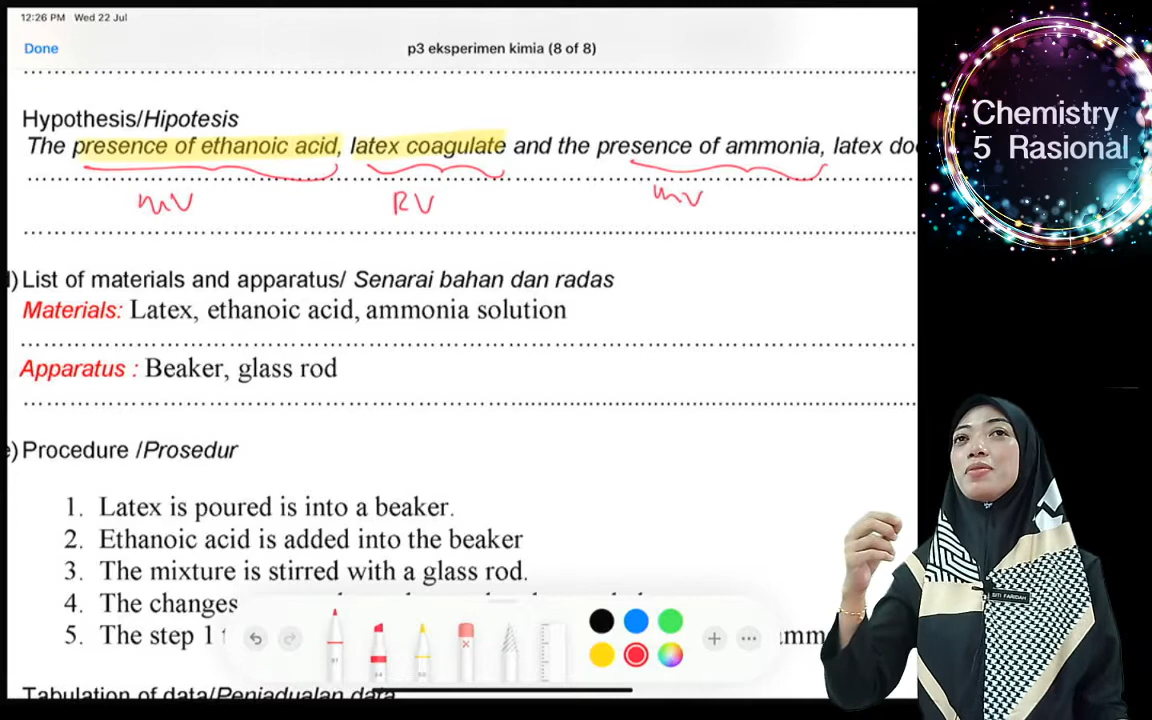 12:26 PM Wed 22 Jul
Done
p3 eksperimen kimia (8 of 8)
Chemistry
5 Rasional
Hypothesis/Hipotesis
The presence of ethanoic acid, latex coagulate and the presence of ammonia, latex do
MV RV MV
) List of materials and apparatus/ Senarai bahan dan radas
Materials: Latex, ethanoic acid, ammonia solution
Apparatus : Beaker, glass rod
) Procedure /Prosedur
1. Latex is poured is into a beaker.
2. Ethanoic acid is added into the beaker
3. The mixture is stirred with a glass rod.
4. The changes
5. The step 1
Tabulation of data/Penjadualan data
SITI FARIDAH